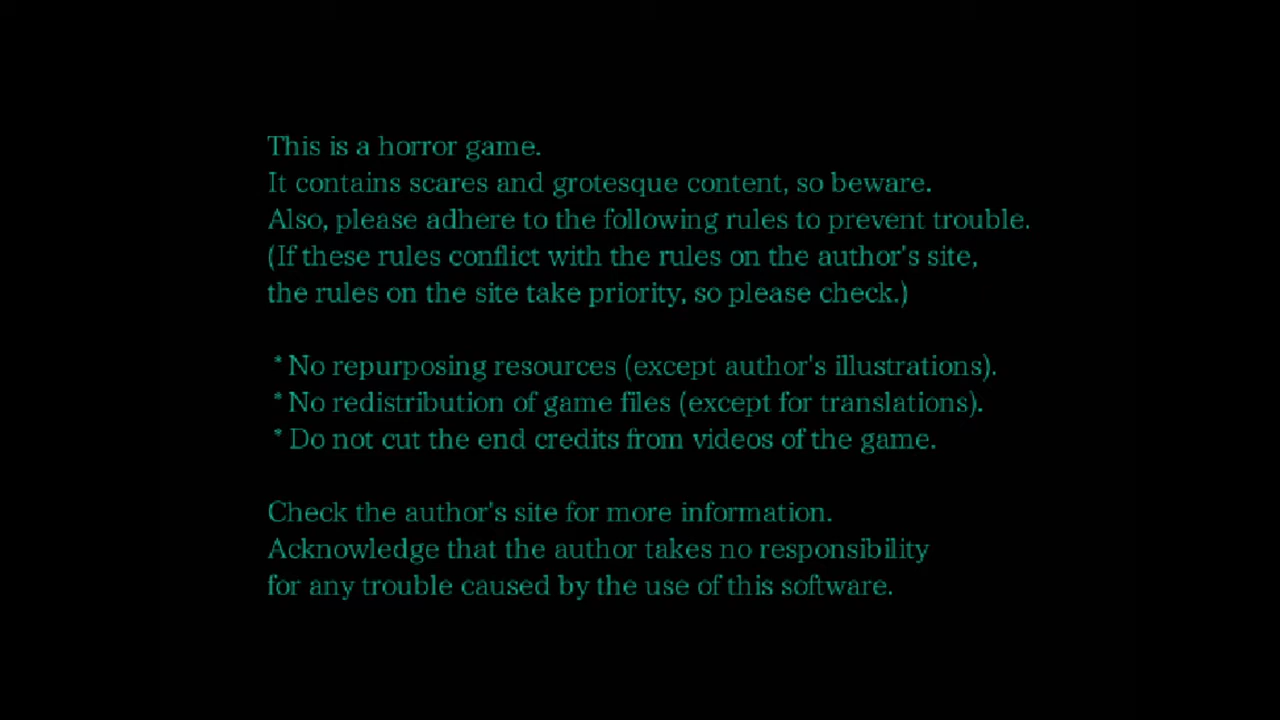 This is a horror game.
It contains scares and grotesque content, so beware.
Also, please adhere to the following rules to prevent trouble.
(If these rules conflict with the rules on the author's site,
the rules on the site take priority, so please check.)
* No repurposing resources (except author's illustrations).
* No redistribution of game files (except for translations).
* Do not cut the end credits from videos of the game.
Check the author's site for more information.
Acknowledge that the author takes no responsibility
for any trouble caused by the use of this software.